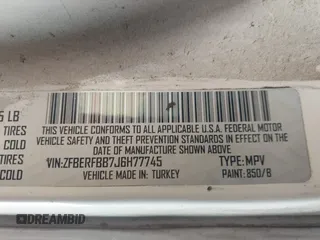 5 LB
TIRES
COLD
TIRES
COLD
THIS VEHICLE CONFORMS TO ALL APPLICABLE U.S.A. FEDERAL MOTOR
VEHICLE SAFETY, BUMPER, AND THEFT PREVENTION STANDARDS IN EFFECT
ON THE DATE OF MANUFACTURE SHOWN ABOVE.
VIN:ZFBERFBB7J6H77745 TYPE: MPV
VEHICLE MADE IN: TURKEY PAINT: 850/B
DREAMBID